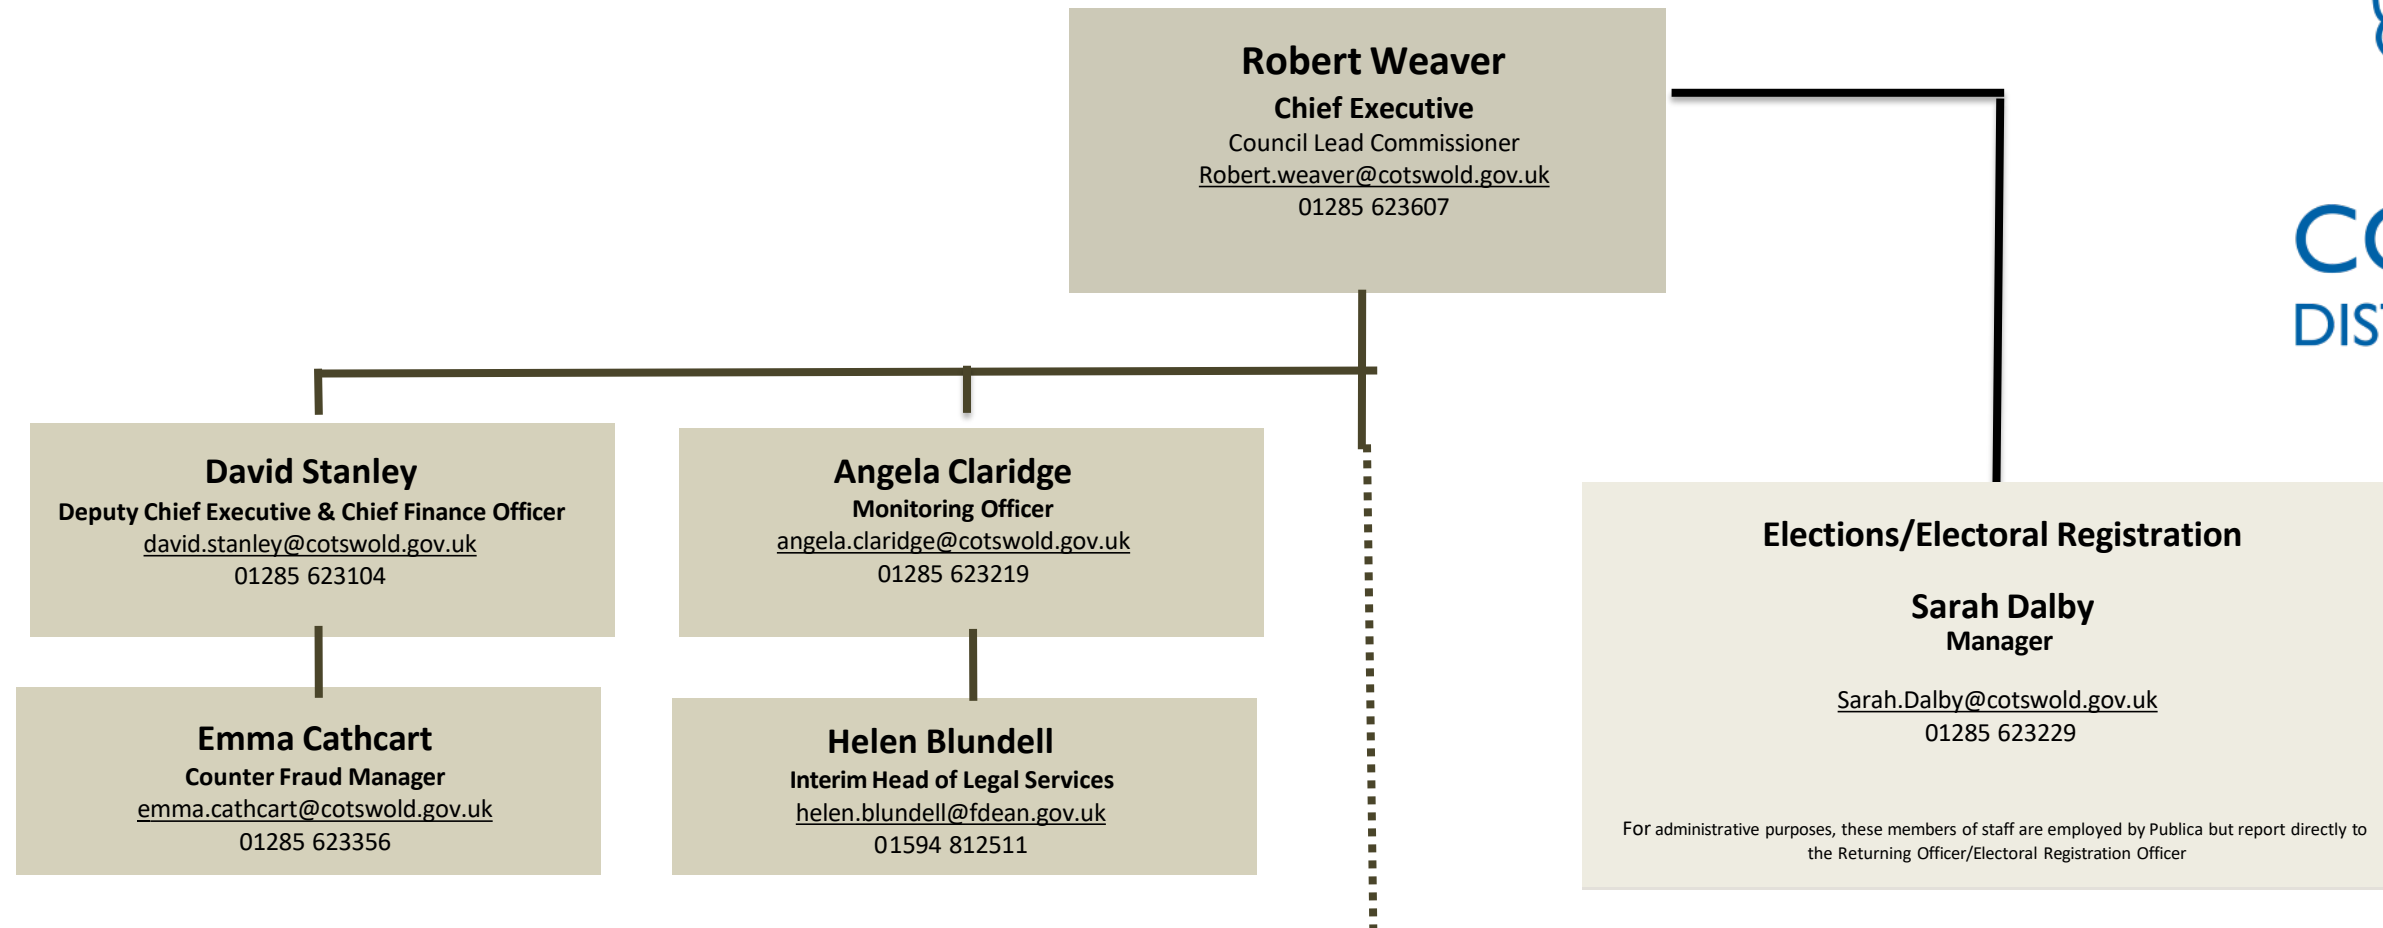 Robert Weaver
Chief Executive
Council Lead Commissioner
Robert.weaver@cotswold.gov.uk
01285 623607
David Stanley
Deputy Chief Executive & Chief Finance Officer
david.stanley@cotswold.gov.uk
01285 623104
Angela Claridge
Monitoring Officer
angela.claridge@cotswold.gov.uk
01285 623219
Emma Cathcart
Counter Fraud Manager
emma.cathcart@cotswold.gov.uk
01285 623356
Helen Blundell
Interim Head of Legal Services
helen.blundell@fdean.gov.uk
01594 812511
Elections/Electoral Registration
Sarah Dalby
Manager
Sarah.Dalby@cotswold.gov.uk
01285 623229
For administrative purposes, these members of staff are employed by Publica but report directly to
the Returning Officer/Electoral Registration Officer